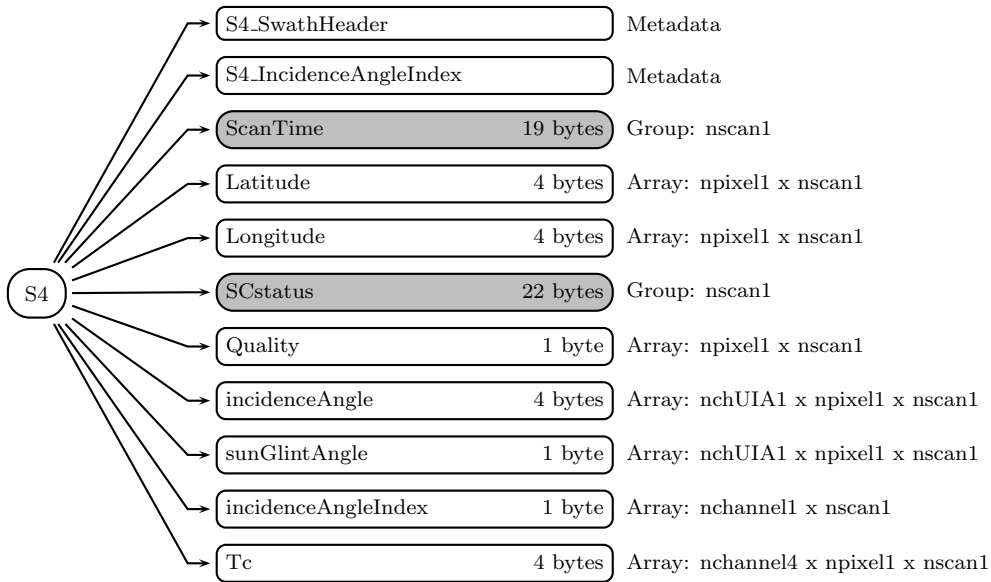 S4_SwathHeader Metadata
S4_IncidenceAngleIndex Metadata
ScanTime 19 bytes Group: nscan1
Latitude 4 bytes Array: npixel1 x nscan1
Longitude 4 bytes Array: npixel1 x nscan1
S4
SCstatus 22 bytes Group: nscan1
Quality 1 byte Array: npixel1 x nscan1
incidenceAngle 4 bytes Array: nchUIA1 x npixel1 x nscan1
sunGlintAngle 1 byte Array: nchUIA1 x npixel1 x nscan1
incidenceAngleIndex 1 byte Array: nchannel1 x nscan1
Tc 4 bytes Array: nchannel4 x npixel1 x nscan1